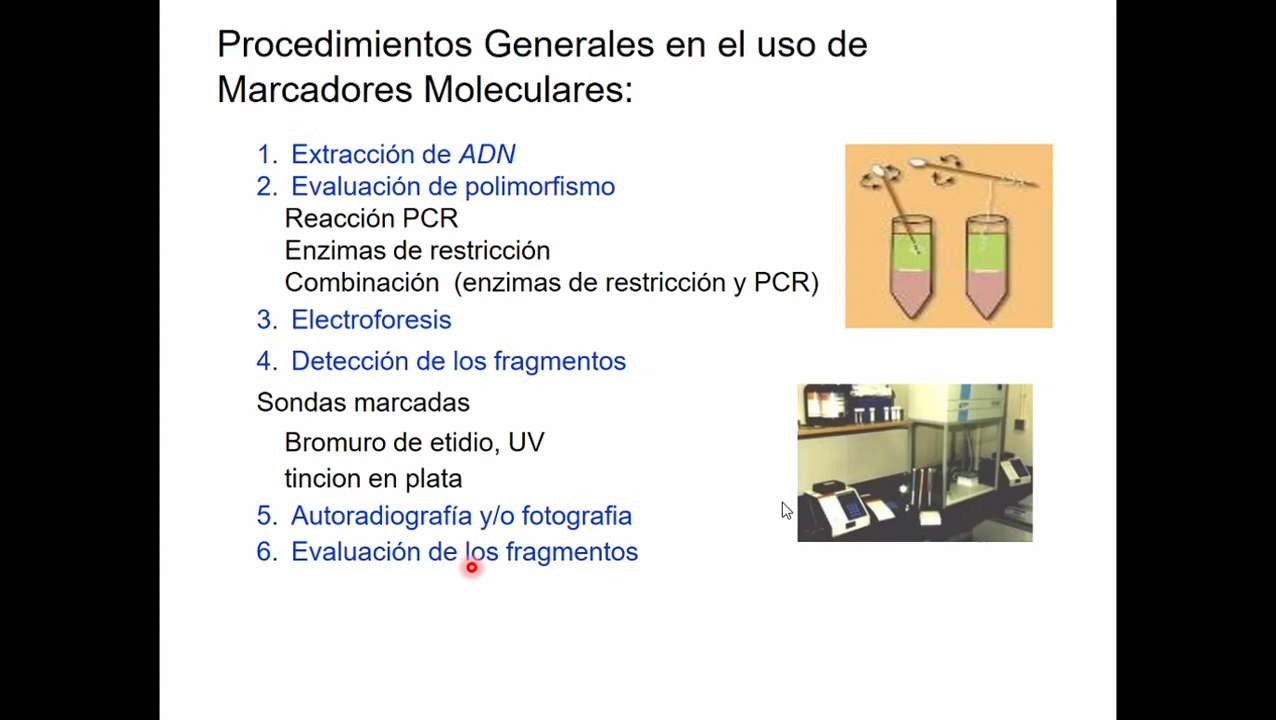 Procedimientos Generales en el uso de
Marcadores Moleculares:
1. Extracción de ADN
2. Evaluación de polimorfismo
Reacción PCR
Enzimas de restricción
Combinación (enzimas de restricción y PCR)
3. Electroforesis
4. Detección de los fragmentos
Sondas marcadas
Bromuro de etidio, UV
tincion en plata
5. Autoradiografía y/o fotografia
6. Evaluación de los fragmentos